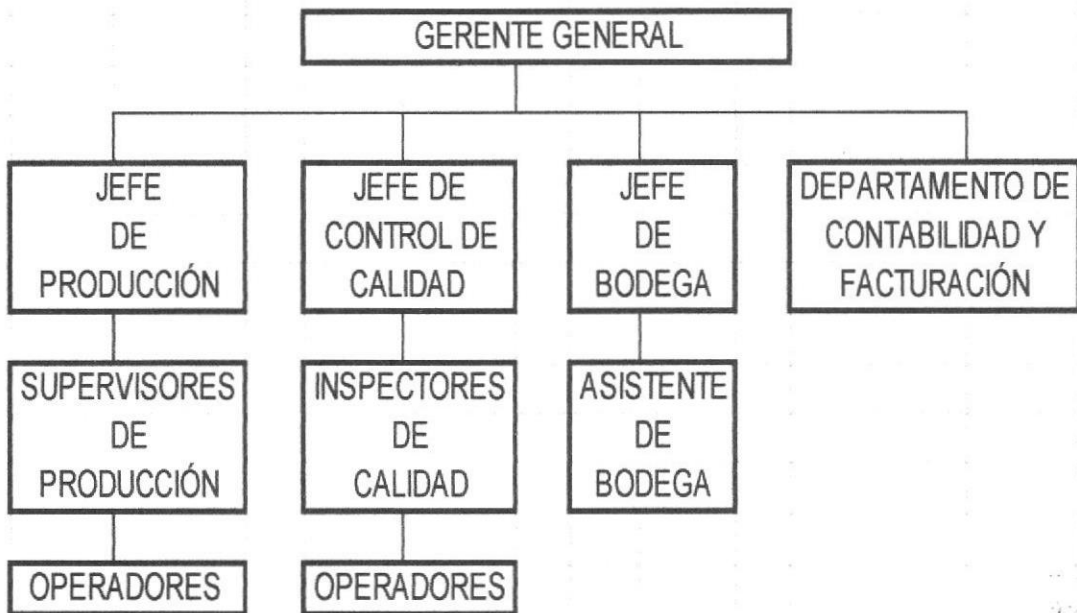 GERENTE GENERAL
JEFE
DE
PRODUCCIÓN
JEFE DE
CONTROL DE
CALIDAD
JEFE
DE
BODEGA
DEPARTAMENTO DE
CONTABILIDAD Y
FACTURACIÓN
SUPERVISORES
DE
PRODUCCIÓN
INSPECTORES
DE
CALIDAD
ASISTENTE
DE
BODEGA
OPERADORES
OPERADORES